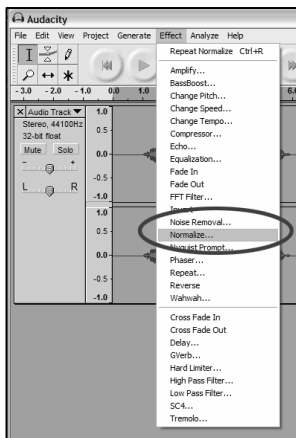 Audacity
File Edit View Project Generate Effect Analyze Help
Repeat Normalize Ctrl+R
- 3.0 - 2.0 - 1.0 0.0 1.0 6.0
Audio Track
Stereo, 44100Hz
32-bit float
Mute Solo
- +
L R
1.0
0.5
0.0
-0.5
-1.0
1.0
0.5
0.0
-0.5
-1.0
Amplify...
BassBoost...
Change Pitch...
Change Speed...
Change Tempo...
Compressor...
Echo...
Equalization...
Fade In
Fade Out
FFT Filter...
Invert
Noise Removal...
Normalize...
Nyquist Prompt...
Phaser...
Repeat...
Reverse
Wahwah...
Cross Fade In
Cross Fade Out
Delay...
GVerb...
Hard Limiter...
High Pass Filter...
Low Pass Filter...
SC4...
Tremolo...